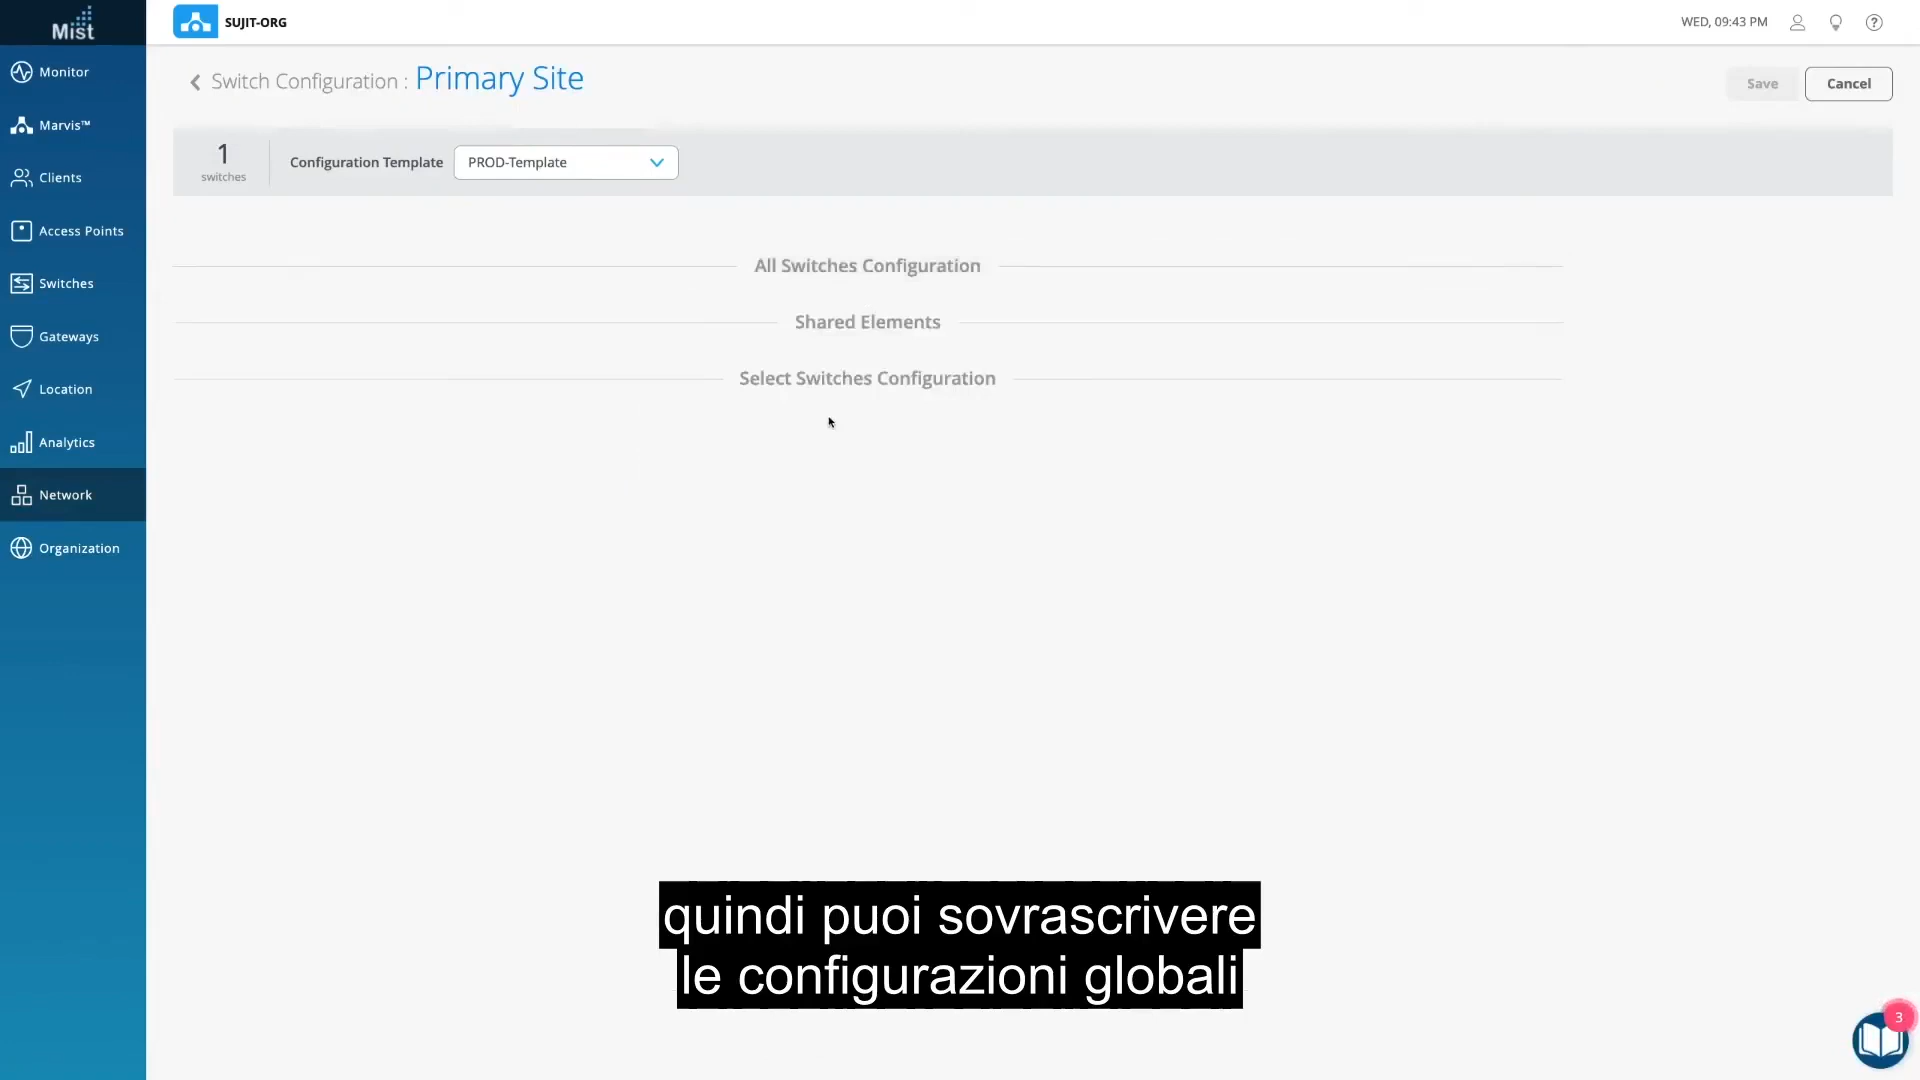 Mist
SUJIT-ORG
WED, 09:43 PM
Monitor
Marvis™
Clients
Access Points
Switches
Gateways
Location
Analytics
Network
Organization
Switch Configuration : Primary Site
Save
Cancel
1
switches
Configuration Template
PROD-Template
All Switches Configuration
Shared Elements
Select Switches Configuration
quindi puoi sovrascrivere
le configurazioni globali
3